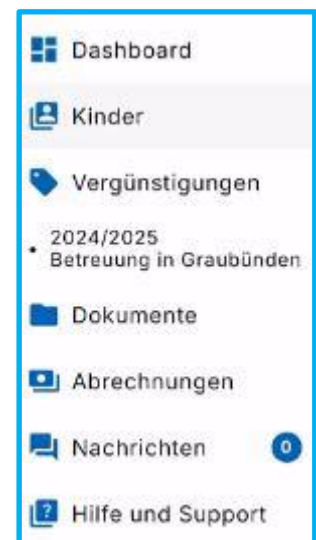 Dashboard
Kinder
Vergünstigungen
• 2024/2025
Betreuung in Graubünden
Dokumente
Abrechnungen
Nachrichten 0
Hilfe und Support